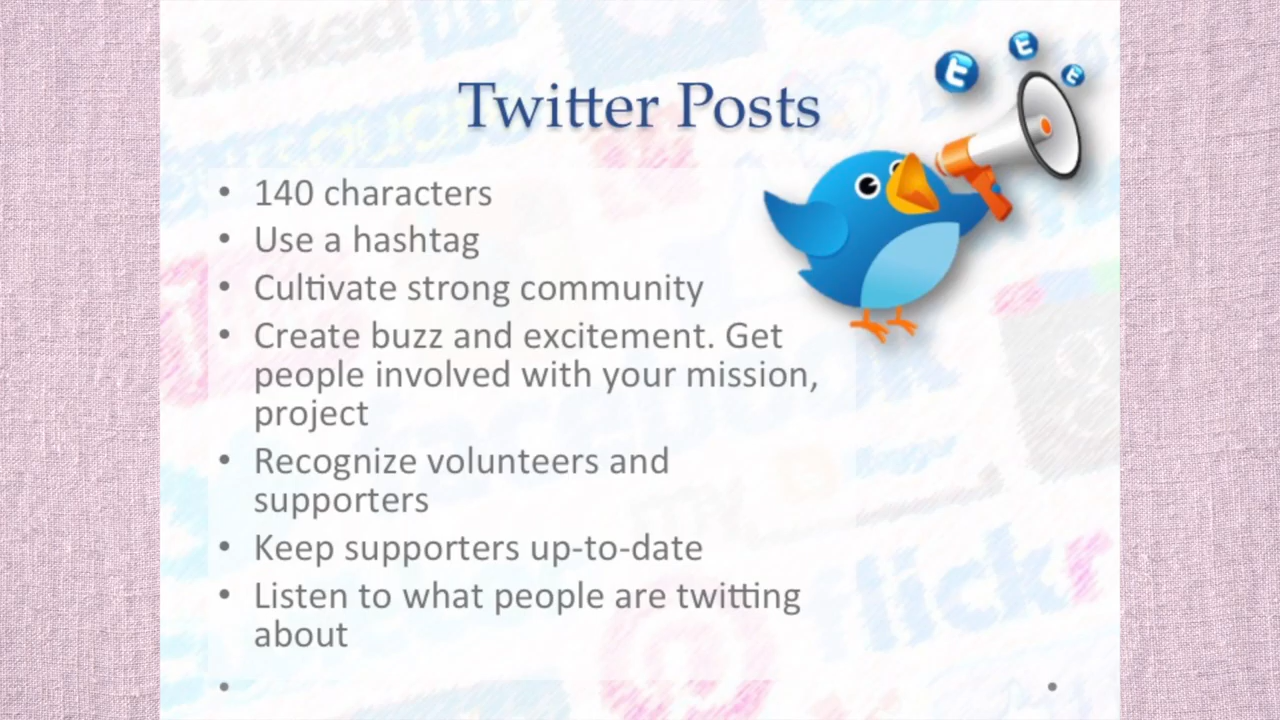 Twitter Posts
• 140 characters
• Use a hashtag
• Cultivate strong community
• Create buzz and excitement. Get
people involved with your mission,
project
• Recognize volunteers and
supporters
• Keep supporters up-to-date
• Listen to what people are twitting
about